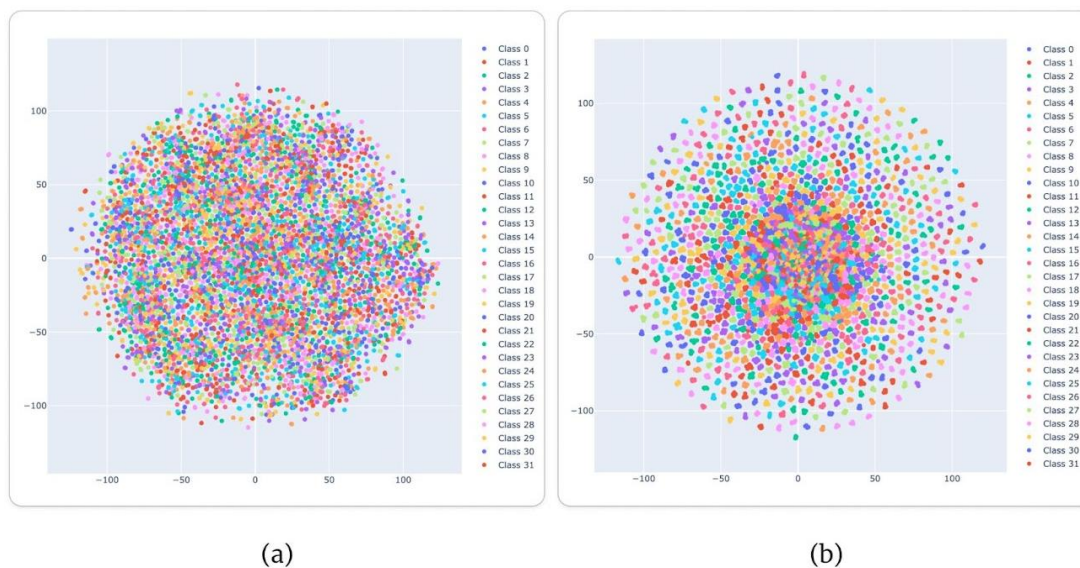 100
50
0
−50
−100
−100
−50
0
50
100
Class 0
Class 1
Class 2
Class 3
Class 4
Class 5
Class 6
Class 7
Class 8
Class 9
Class 10
Class 11
Class 12
Class 13
Class 14
Class 15
Class 16
Class 17
Class 18
Class 19
Class 20
Class 21
Class 22
Class 23
Class 24
Class 25
Class 26
Class 27
Class 28
Class 29
Class 30
Class 31
(a)
100
50
0
−50
−100
−100
−50
0
50
100
Class 0
Class 1
Class 2
Class 3
Class 4
Class 5
Class 6
Class 7
Class 8
Class 9
Class 10
Class 11
Class 12
Class 13
Class 14
Class 15
Class 16
Class 17
Class 18
Class 19
Class 20
Class 21
Class 22
Class 23
Class 24
Class 25
Class 26
Class 27
Class 28
Class 29
Class 30
Class 31
(b)